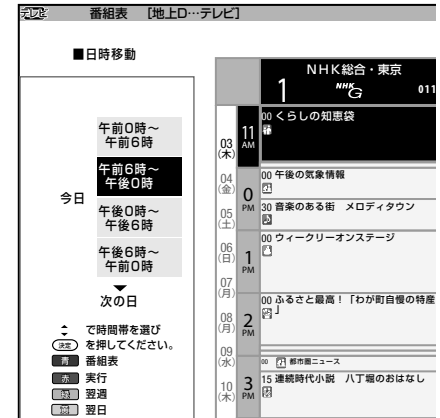 テレビ 番組表 [地上D…テレビ]
■日時移動
今日
午前0時～
午前6時
午前6時～
午後0時
午後0時～
午後6時
午後6時～
午前0時
▼
次の日
で時間帯を選び
決定 を押してください。
青 番組表
赤 実行
緑 翌週
黄 翌日
NHK総合・東京
1 NHK G 011
03
(木)
04
(金)
05
(土)
06
(日)
07
(月)
08
(月)
09
(水)
10
(木)
11
AM
00 くらしの知恵袋
0
PM
00 午後の気象情報
30 音楽のある街 メロディタウン
1
PM
00 ウィークリーオンステージ
2
PM
00 ふるさと最高！「わが町自慢の特産
」
00 都市圏ニュース
3
PM
15 連続時代小説 八丁堀のおはなし